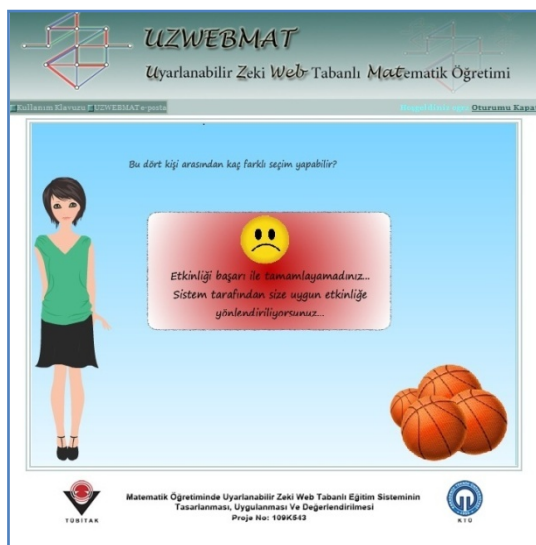 UZWEBMAT
Uyarlanabilir Zeki Web Tabanlı Matematik Öğretimi
Kullanım Klavuzu UZWEBMAT e-posta
Hoşgeldiniz Oturumu Kapat
Bu dört kişi arasından kaç farklı seçim yapabilir?
Etkinliği başarı ile tamamlayamadınız...
Sistem tarafından size uygun etkinliğe
yönlendiriliyorsunuz...
Matematik Öğretiminde Uyarlanabilir Zeki Web Tabanlı Eğitim Sisteminin
Tasarlanması, Uygulanması Ve Değerlendirilmesi
Proje No: 109K543
TÜBİTAK
KTÜ